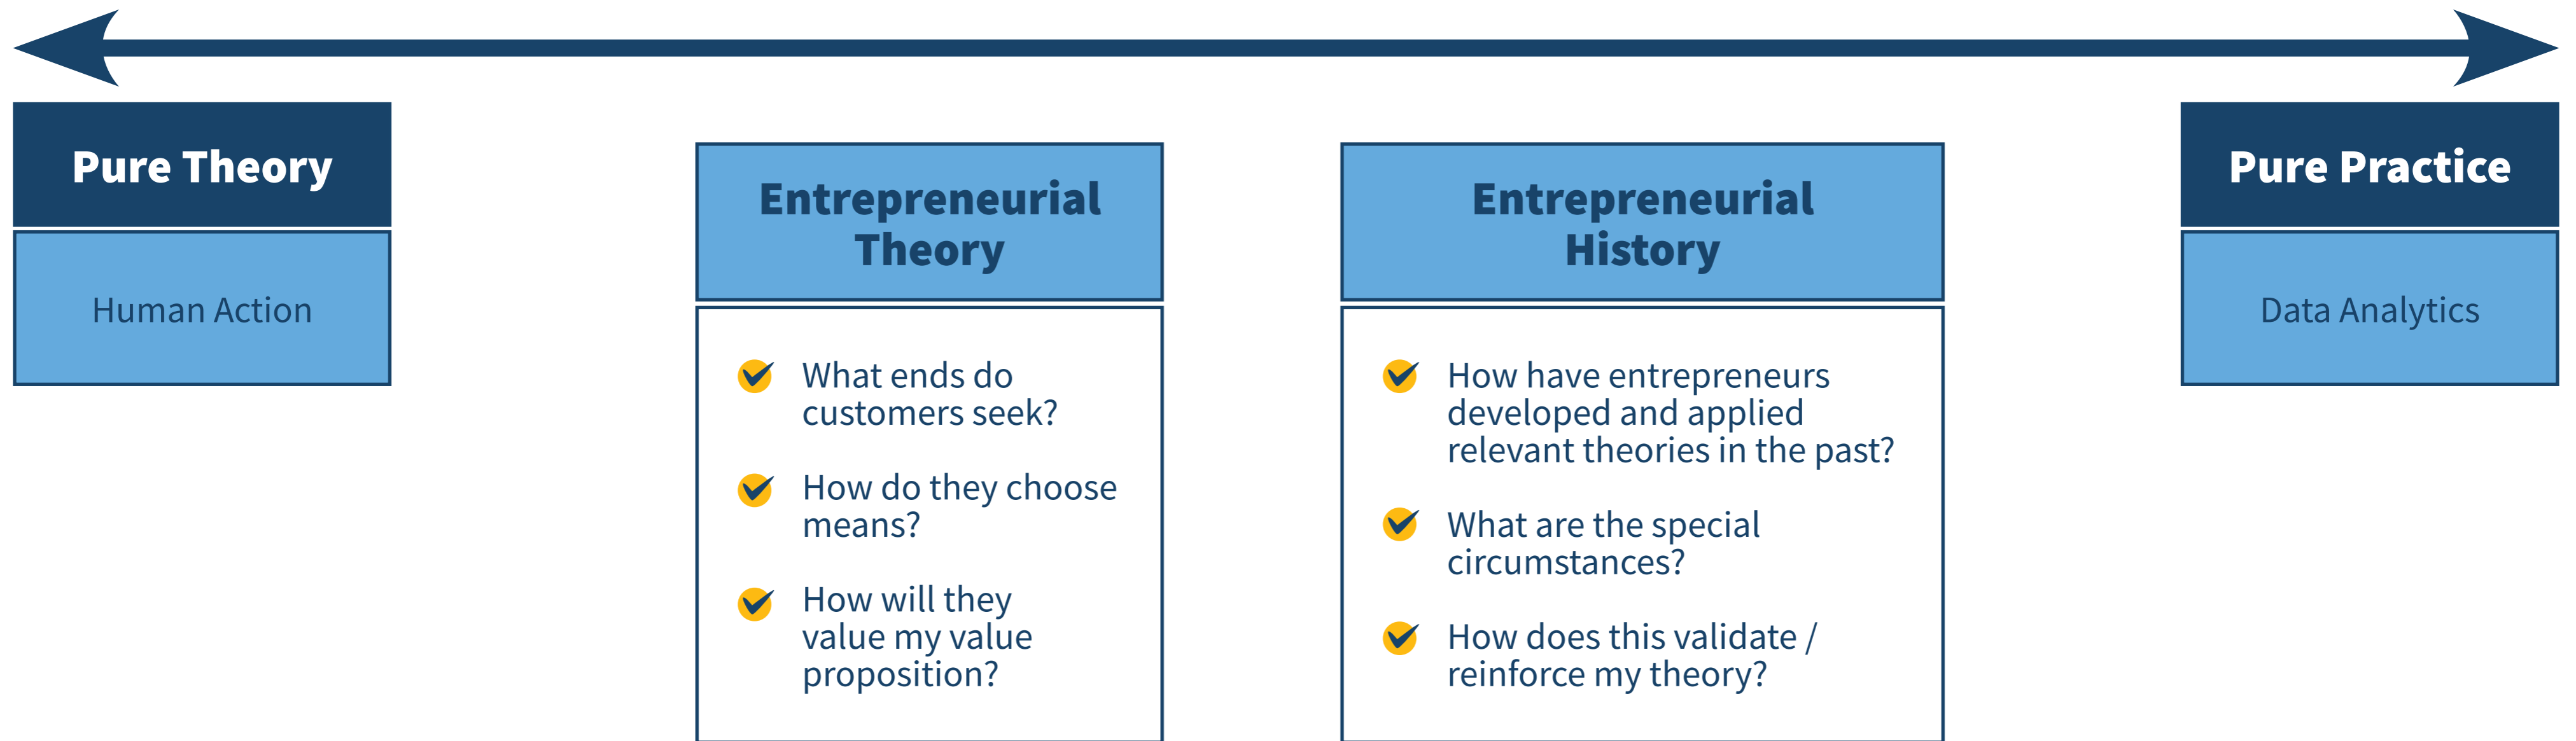 Pure Theory
Human Action
Entrepreneurial
Theory
What ends do
customers seek?
How do they choose
means?
How will they
value my value
proposition?
Entrepreneurial
History
How have entrepreneurs
developed and applied
relevant theories in the past?
What are the special
circumstances?
How does this validate /
reinforce my theory?
Pure Practice
Data Analytics